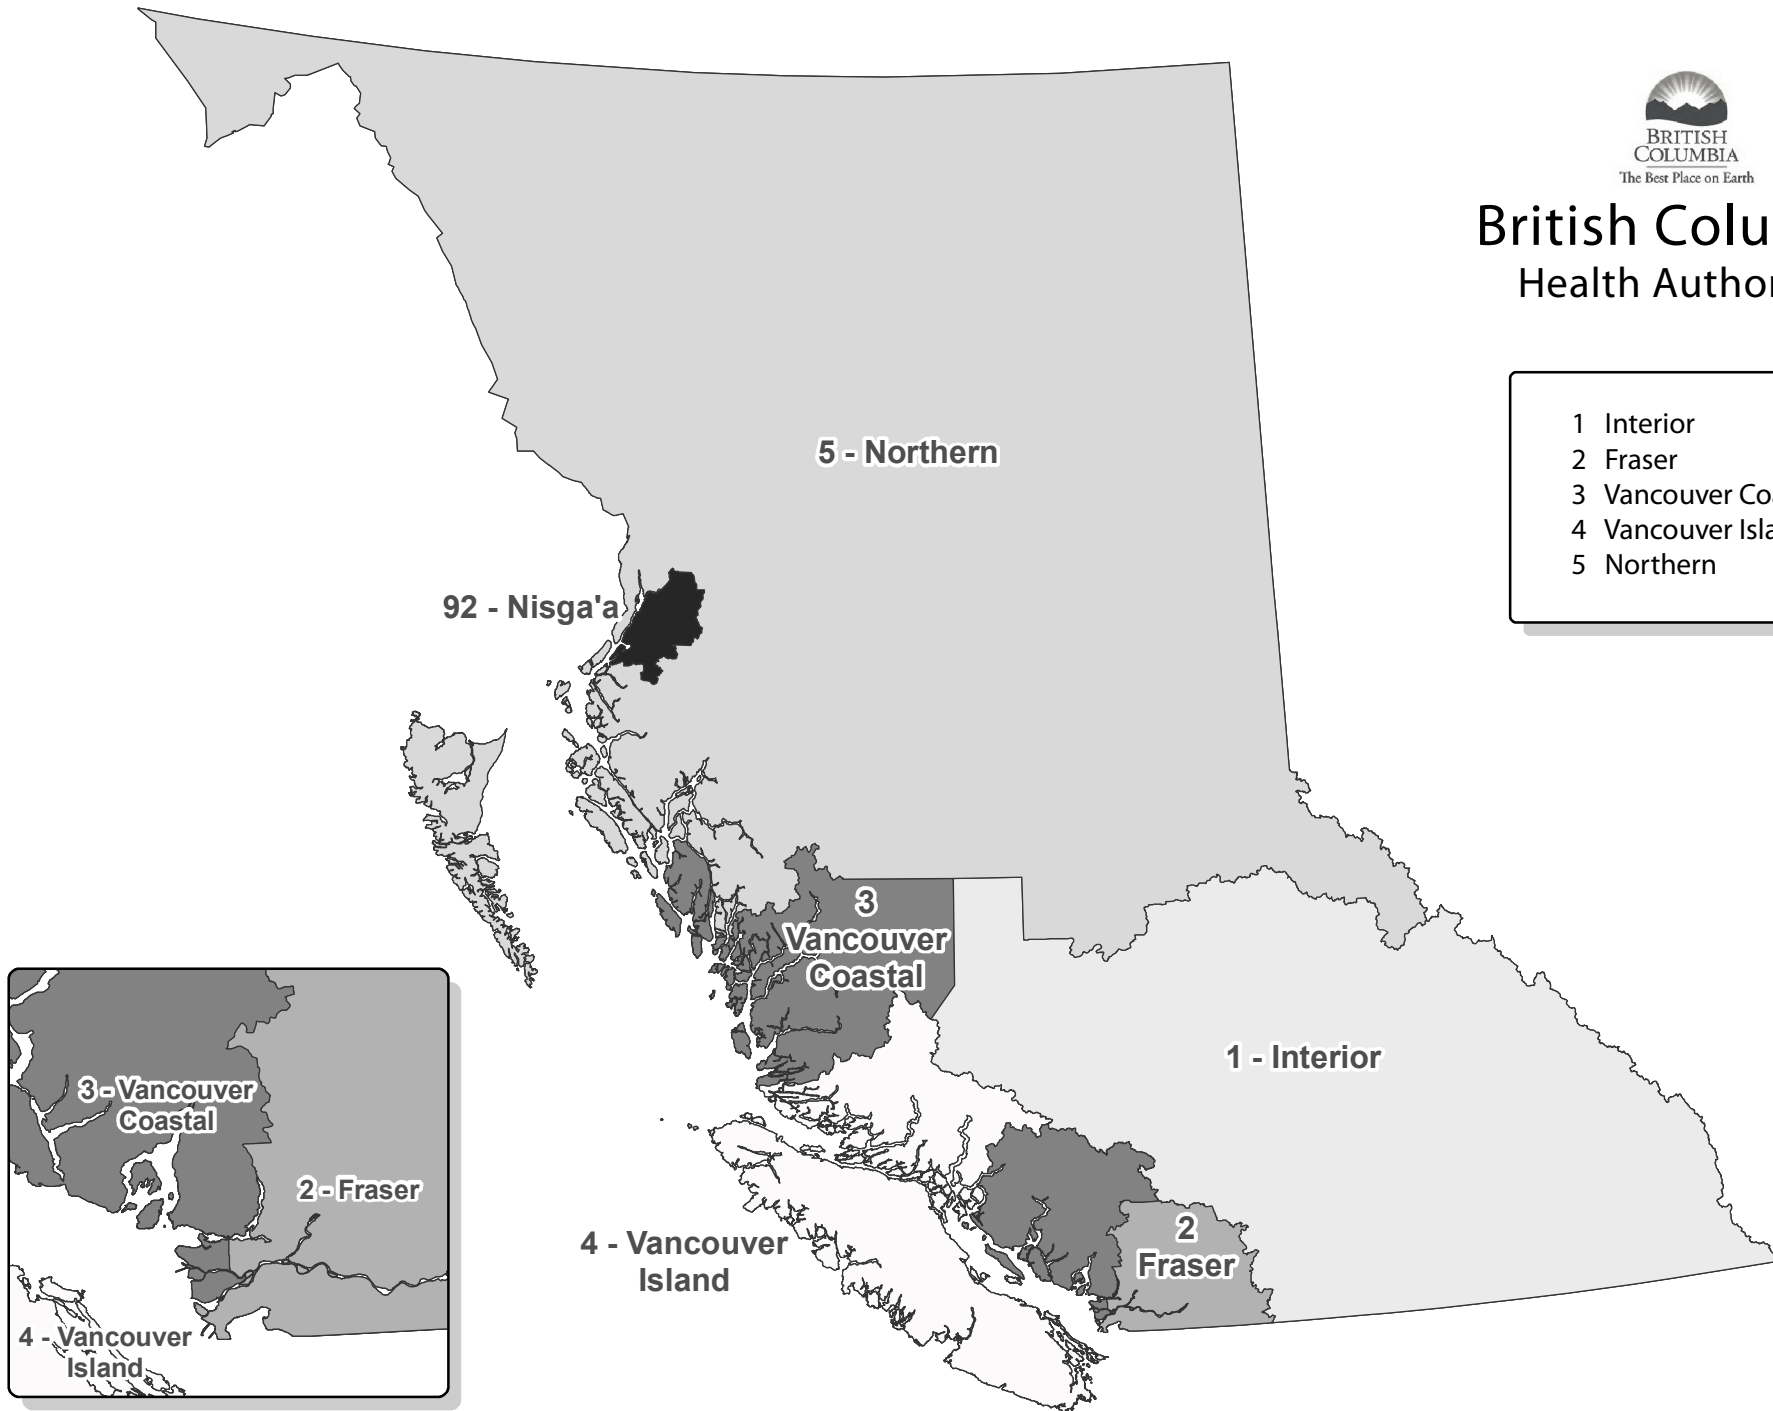 BRITISH
COLUMBIA
The Best Place on Earth
British Colu
Health Author
1 Interior
2 Fraser
3 Vancouver Coa
4 Vancouver Isla
5 Northern
5 - Northern
92 - Nisga'a
3
Vancouver
Coastal
1 - Interior
4 - Vancouver
Island
2
Fraser
3 - Vancouver
Coastal
2 - Fraser
4 - Vancouver
Island